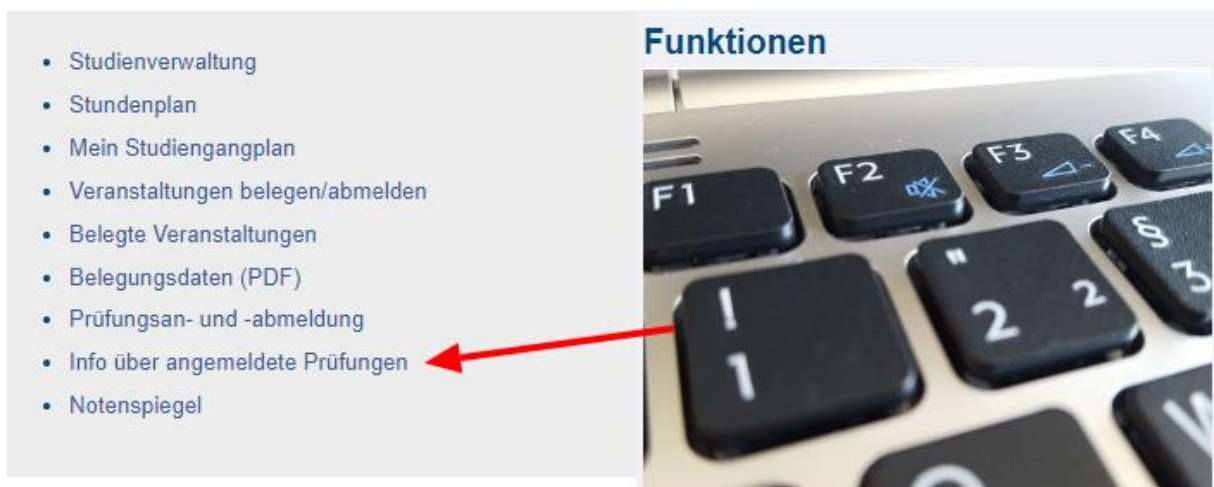 Funktionen
Studienverwaltung
Stundenplan
Mein Studiengangplan
Veranstaltungen belegen/abmelden
Belegte Veranstaltungen
Belegungsdaten (PDF)
Prüfungsan- und -abmeldung
Info über angemeldete Prüfungen
Notenspiegel
F1
F2
F3
F4
!
1
"
2 2
§
3